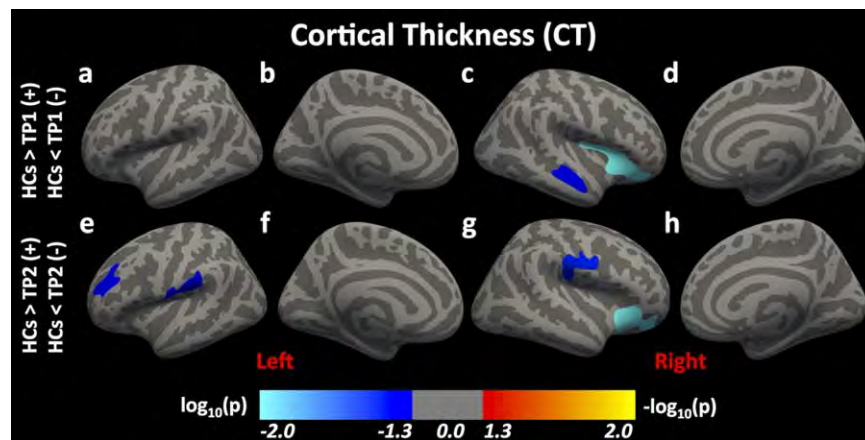 Cortical Thickness (CT)
HCs > TP1 (+)
HCs < TP1 (-)
a b c d
HCs > TP2 (+)
HCs < TP2 (-)
e f g h
Left Right
log₁₀(p) -log₁₀(p)
-2.0 -1.3 0.0 1.3 2.0